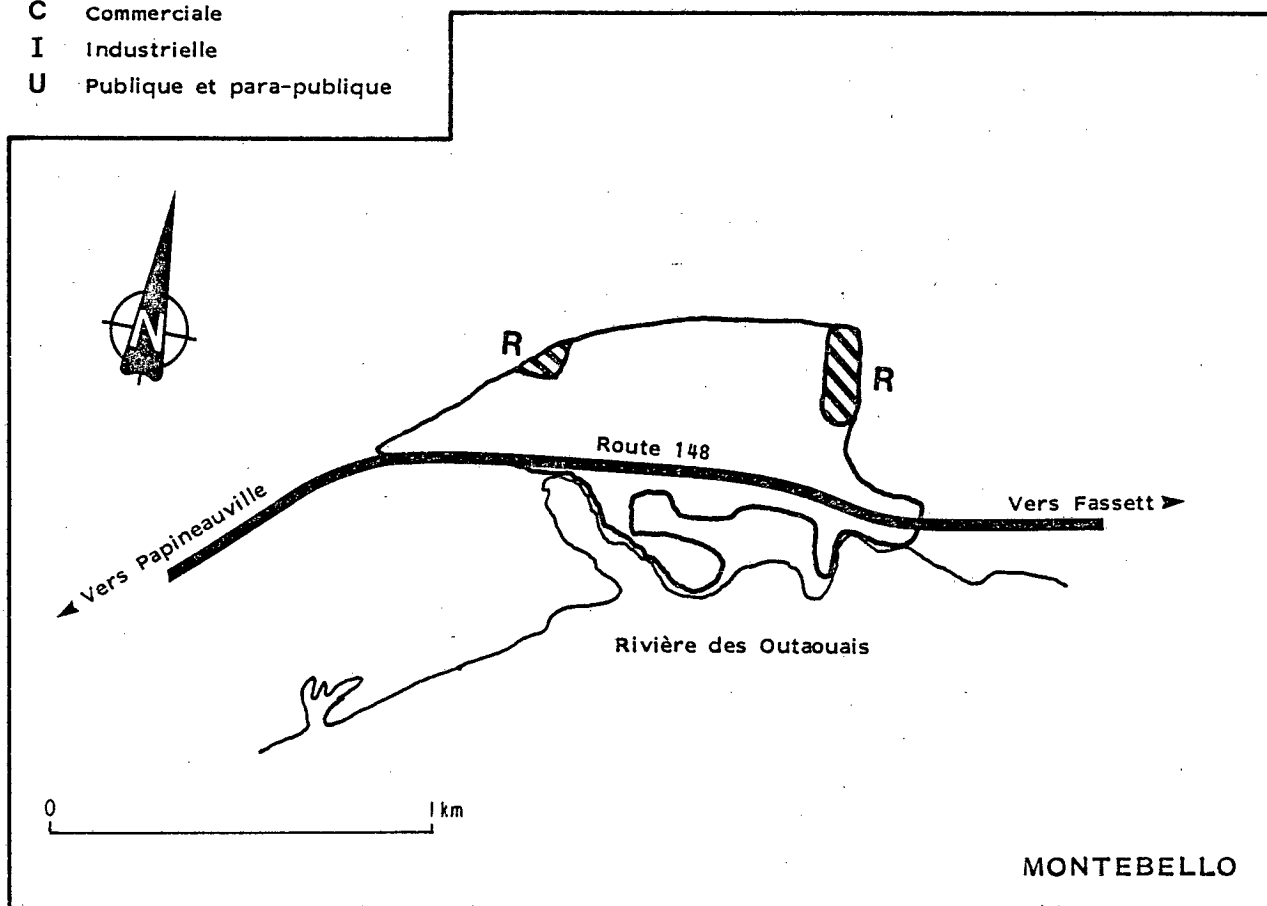 C Commerciale
I Industrielle
U Publique et para-publique
N
R
R
Route 148
Vers Papineauville
Vers Fassett
Rivière des Outaouais
0 1 km
MONTEBELLO